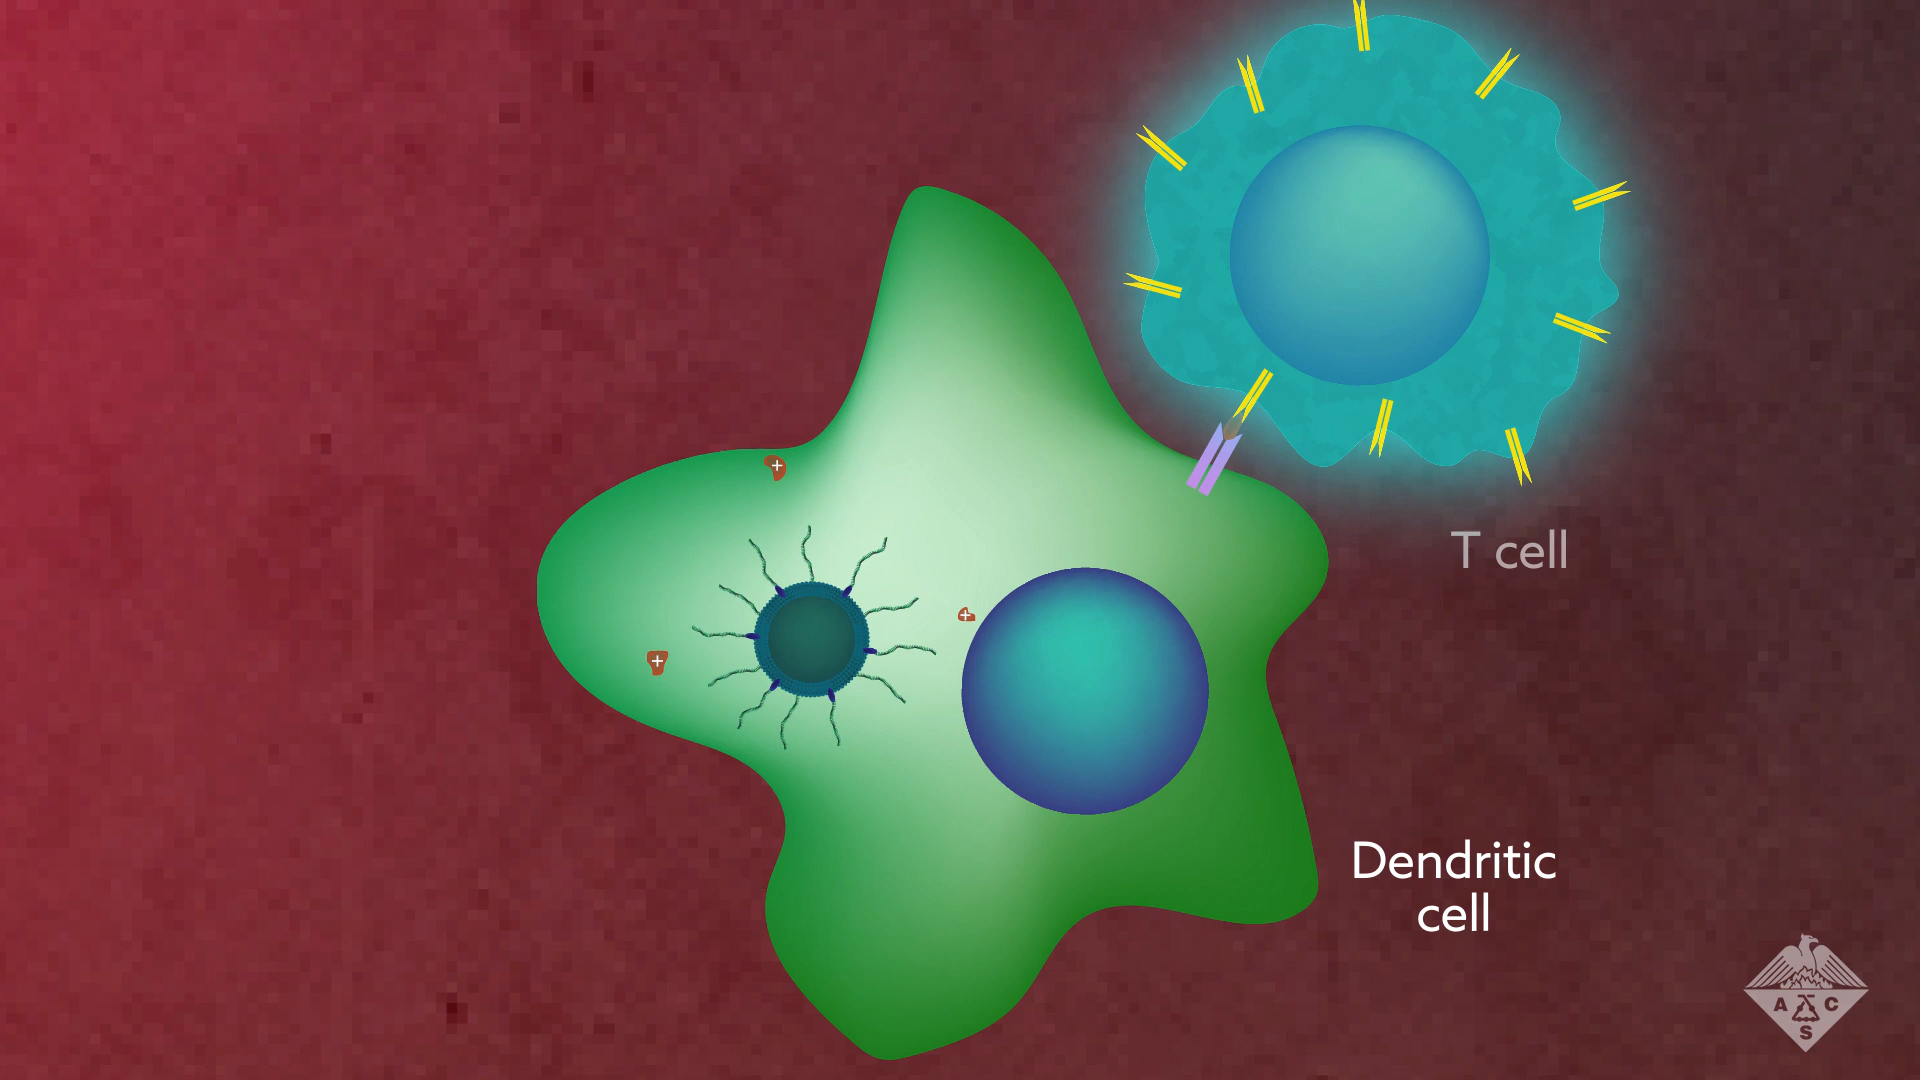 T cell
Dendritic
cell
A C
S
+
+
+